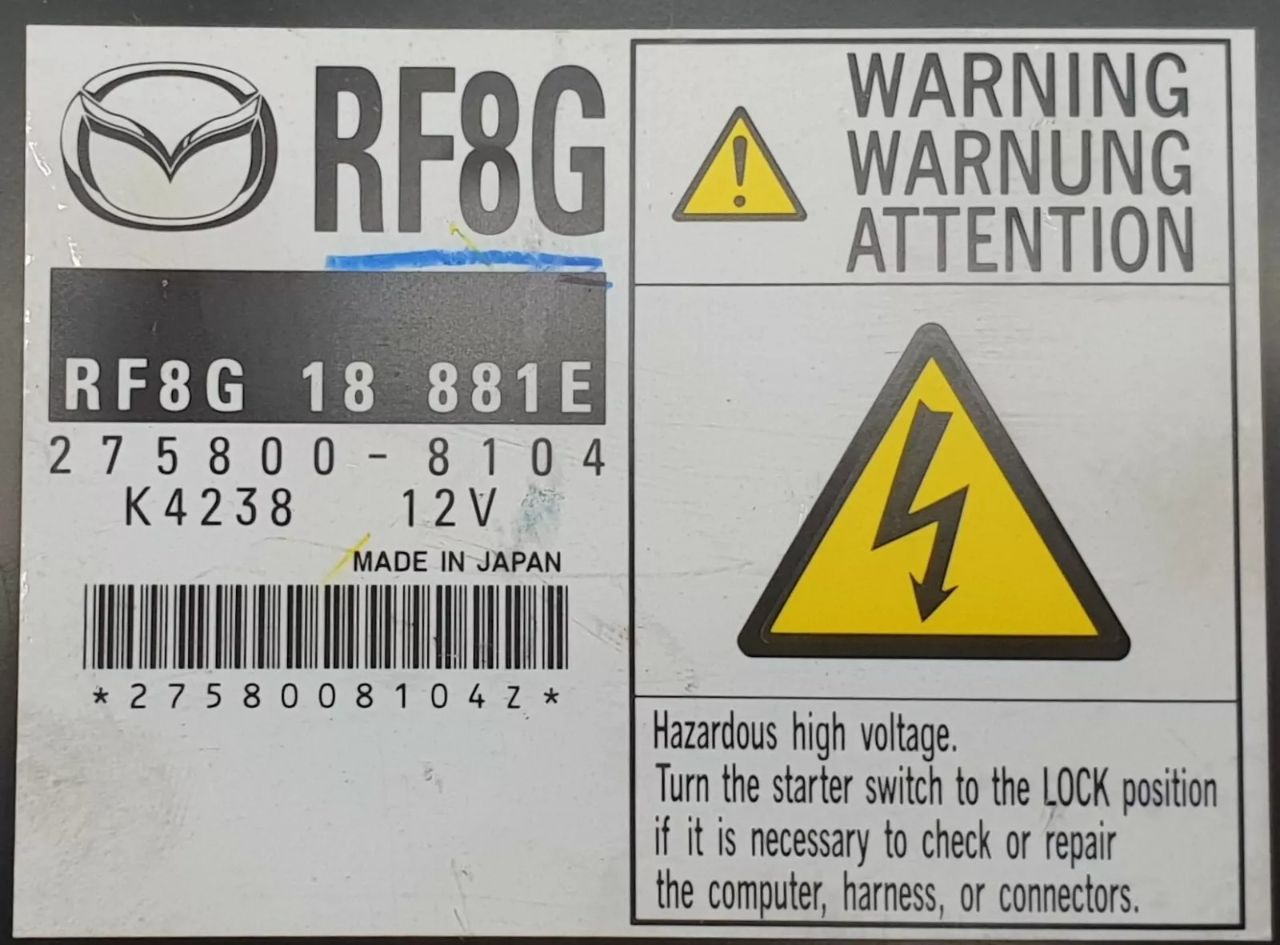 RF8G
RF8G 18 881E
275800-8104
K4238 12V
MADE IN JAPAN
*2758008104Z*
WARNING
WARNUNG
ATTENTION
Hazardous high voltage.
Turn the starter switch to the LOCK position
if it is necessary to check or repair
the computer, harness, or connectors.